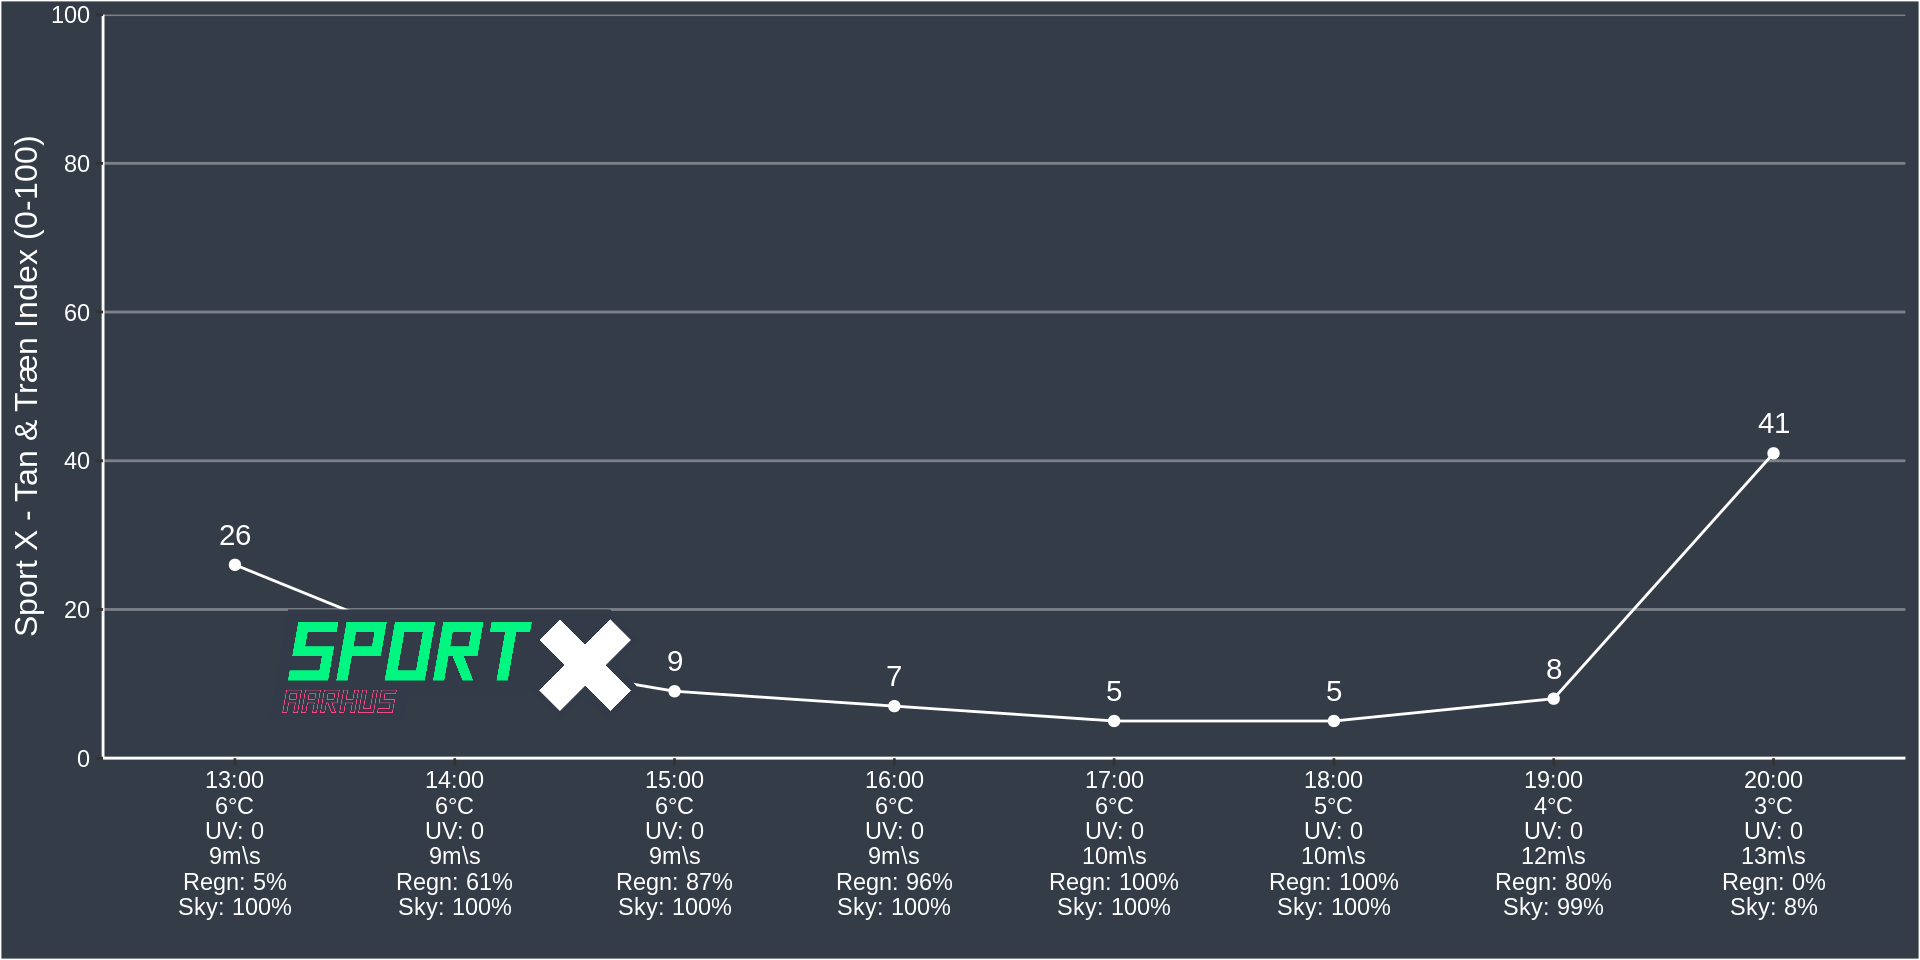 Sport X - Tan & Træn Index (0-100)
100
80
60
40
20
0
26
9
7
5
5
8
41
SPORT X
AARHUS
13:00 14:00 15:00 16:00 17:00 18:00 19:00 20:00
6°C 6°C 6°C 6°C 6°C 5°C 4°C 3°C
UV: 0 UV: 0 UV: 0 UV: 0 UV: 0 UV: 0 UV: 0 UV: 0
9m\s 9m\s 9m\s 9m\s 10m\s 10m\s 12m\s 13m\s
Regn: 5% Regn: 61% Regn: 87% Regn: 96% Regn: 100% Regn: 100% Regn: 80% Regn: 0%
Sky: 100% Sky: 100% Sky: 100% Sky: 100% Sky: 100% Sky: 100% Sky: 99% Sky: 8%